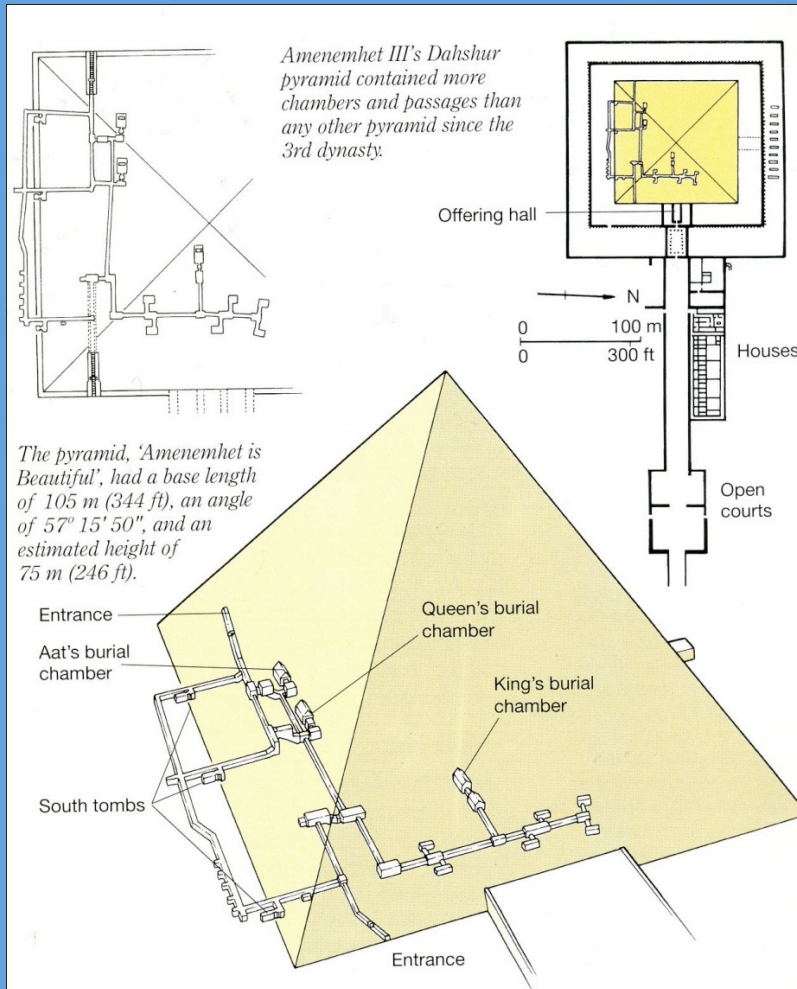 Amenemhet III's Dahshur
pyramid contained more
chambers and passages than
any other pyramid since the
3rd dynasty.
Offering hall
N
0 100 m
0 300 ft
Houses
Open
courts
The pyramid, ‘Amenemhet is
Beautiful’, had a base length
of 105 m (344 ft), an angle
of 57° 15' 50", and an
estimated height of
75 m (246 ft).
Entrance
Aat's burial
chamber
Queen's burial
chamber
King's burial
chamber
South tombs
Entrance